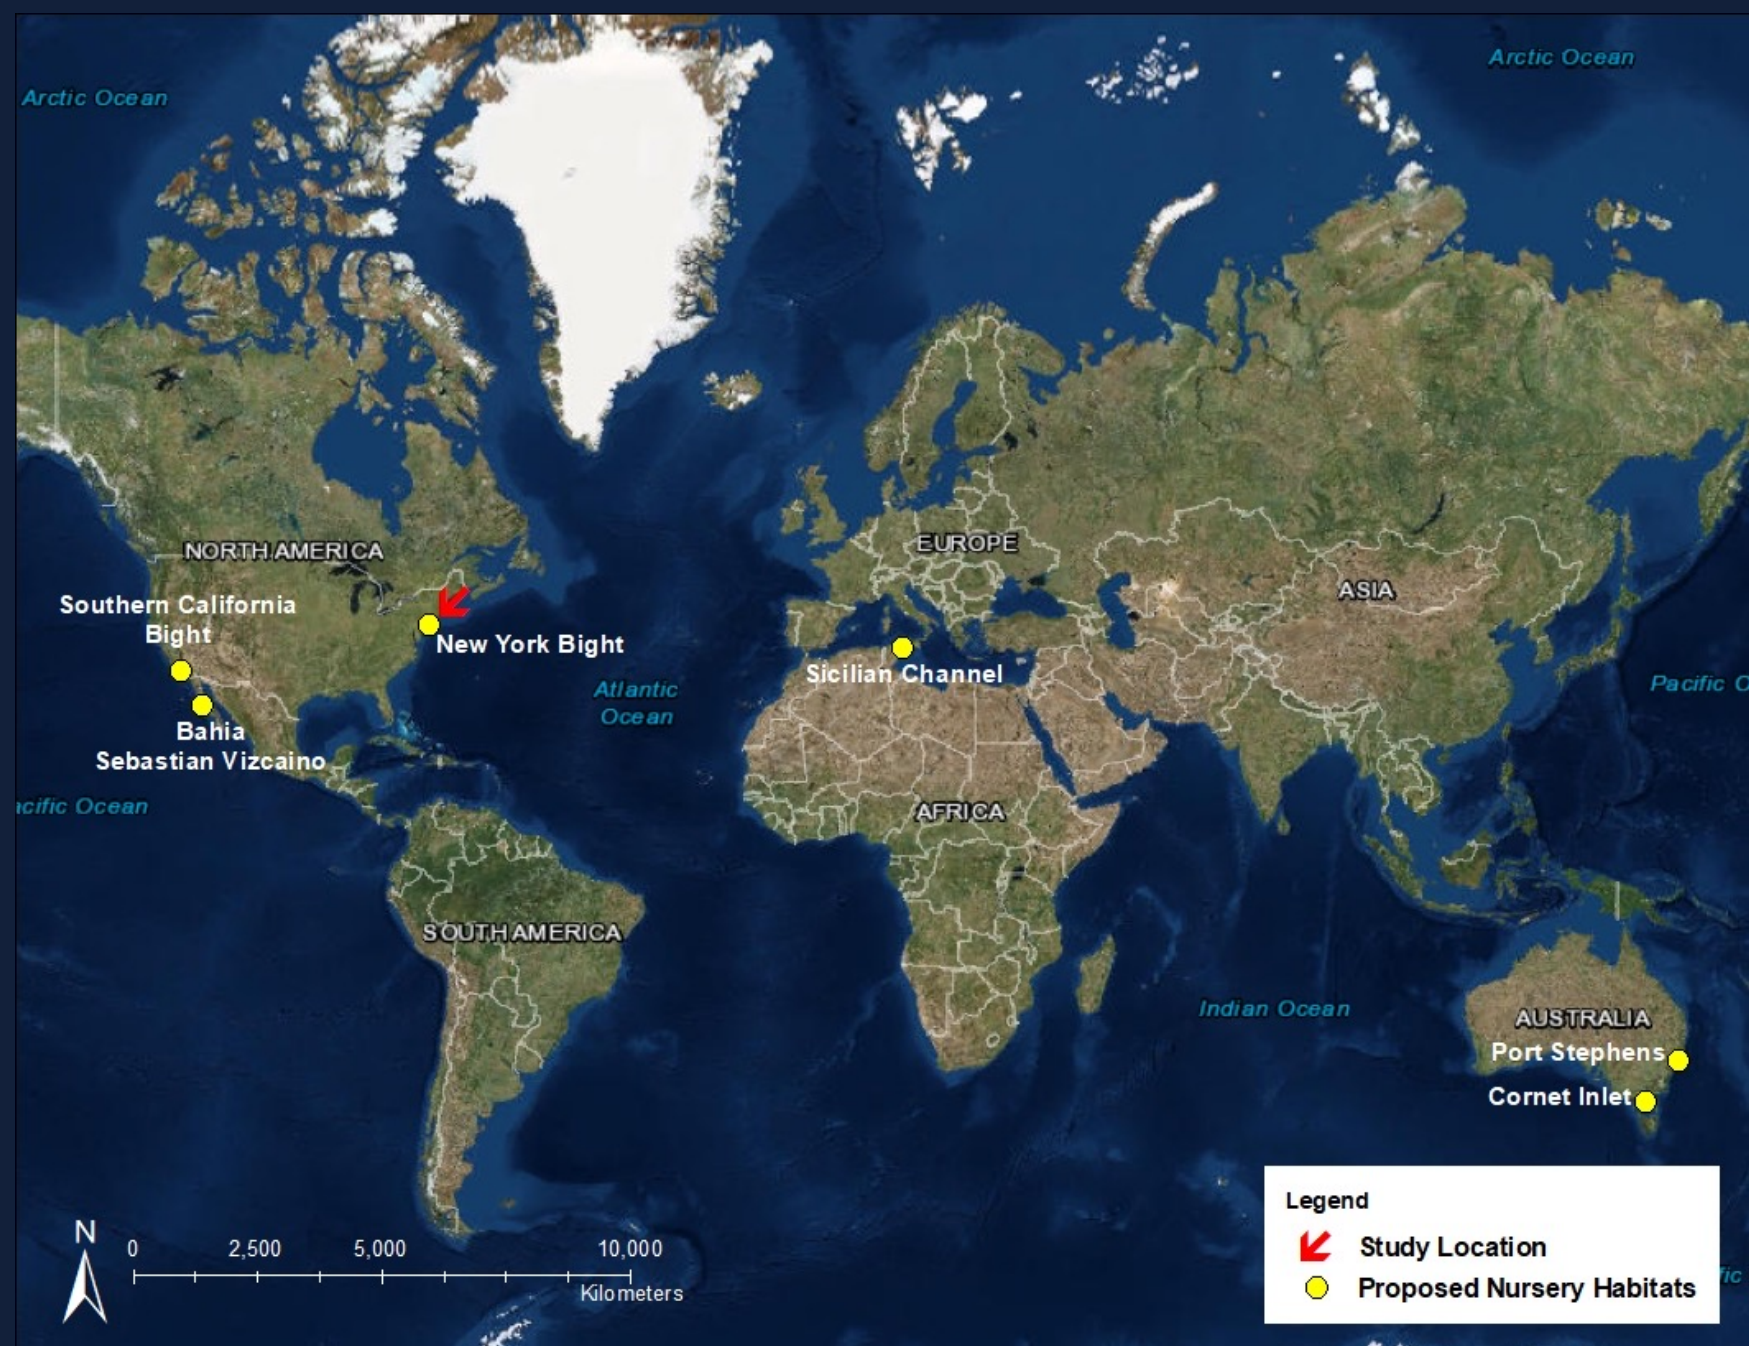 Arctic Ocean
Arctic Ocean
NORTH AMERICA
EUROPE
ASIA
Southern California
Bight
New York Bight
Sicilian Channel
Atlantic
Ocean
Pacific O
Bahia
Sebastian Vizcaino
acific Ocean
AFRICA
SOUTH AMERICA
Indian Ocean
AUSTRALIA
Port Stephens
Cornet Inlet
Legend
Study Location
Proposed Nursery Habitats
fic
N
0 2,500 5,000 10,000
Kilometers